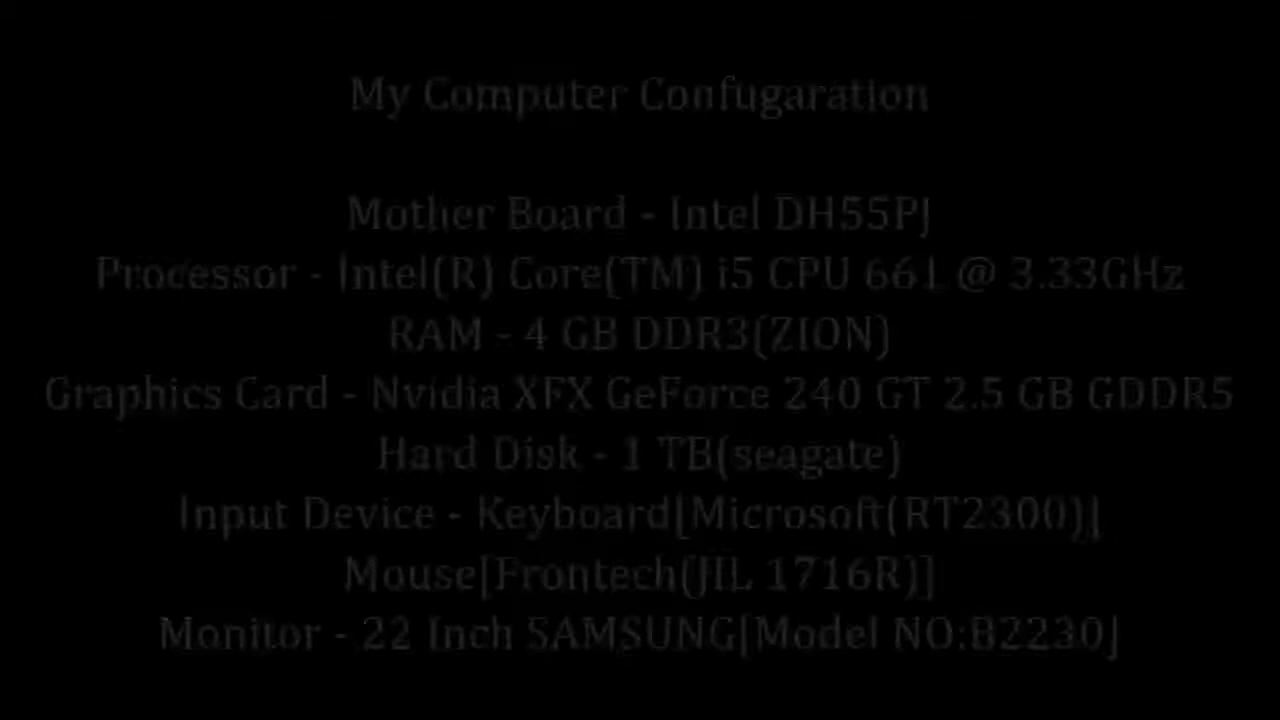 My Computer Confugaration
Mother Board - Intel DH55PJ
Processor - Intel(R) Core(TM) i5 CPU 661 @ 3.33GHz
RAM - 4 GB DDR3(ZION)
Graphics Card - Nvidia XFX GeForce 240 GT 2.5 GB GDDR5
Hard Disk - 1 TB(seagate)
Input Device - Keyboard[Microsoft(RT2300)]
Mouse[Frontech(JIL 1716R)]
Monitor - 22 Inch SAMSUNG[Model NO:B2230]